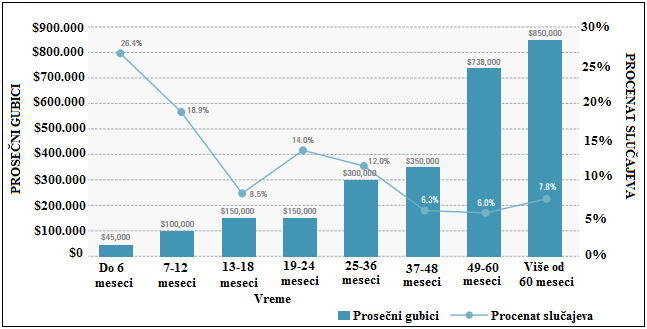 PROSEČNI GUBICI
$900.000
$800.000
$700.000
$600.000
$500.000
$400.000
$300.000
$200.000
$100.000
$0
30%
25%
20%
15%
10%
5%
0%
PROCENAT SLUČAJEVA
26.4%
18.9%
8.5%
14.0%
12.0%
6.3%
6.0%
7.8%
$45,000
$100,000
$150,000
$150,000
$300,000
$350,000
$738,000
$850,000
Do 6
meseci
7-12
meseci
13-18
meseci
19-24
meseci
25-36
meseci
37-48
meseci
49-60
meseci
Više od
60 meseci
Vreme
Prosečni gubici
Procenat slučajeva